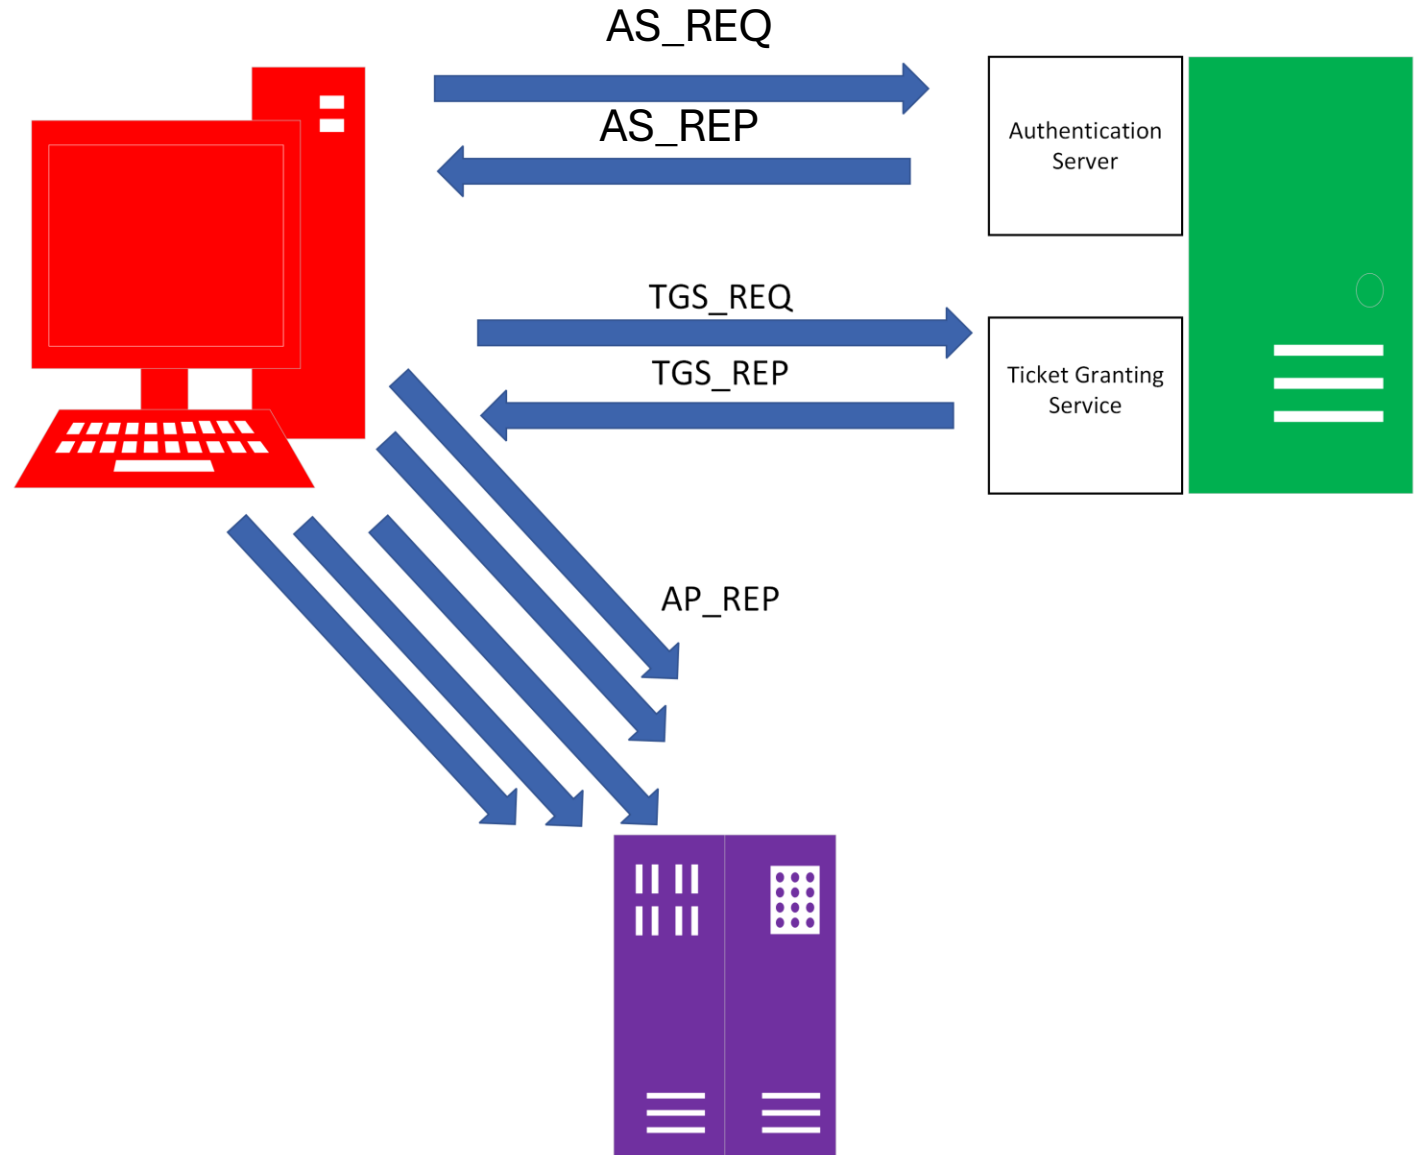 AS_REQ
AS_REP
Authentication
Server
TGS_REQ
TGS_REP
Ticket Granting
Service
AP_REP